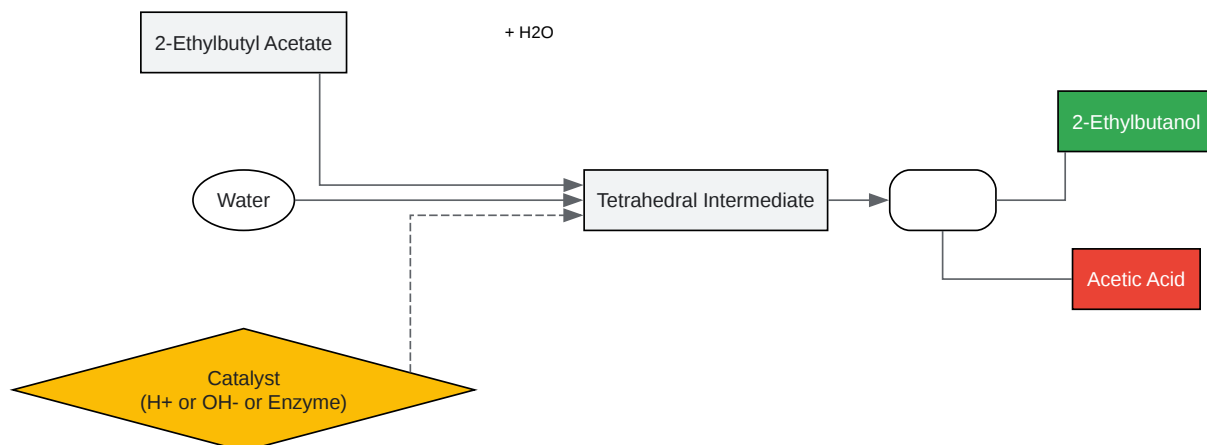 2-Ethylbutyl Acetate
+ H2O
2-Ethylbutanol
Water
Tetrahedral Intermediate
Acetic Acid
Catalyst
(H+ or OH- or Enzyme)